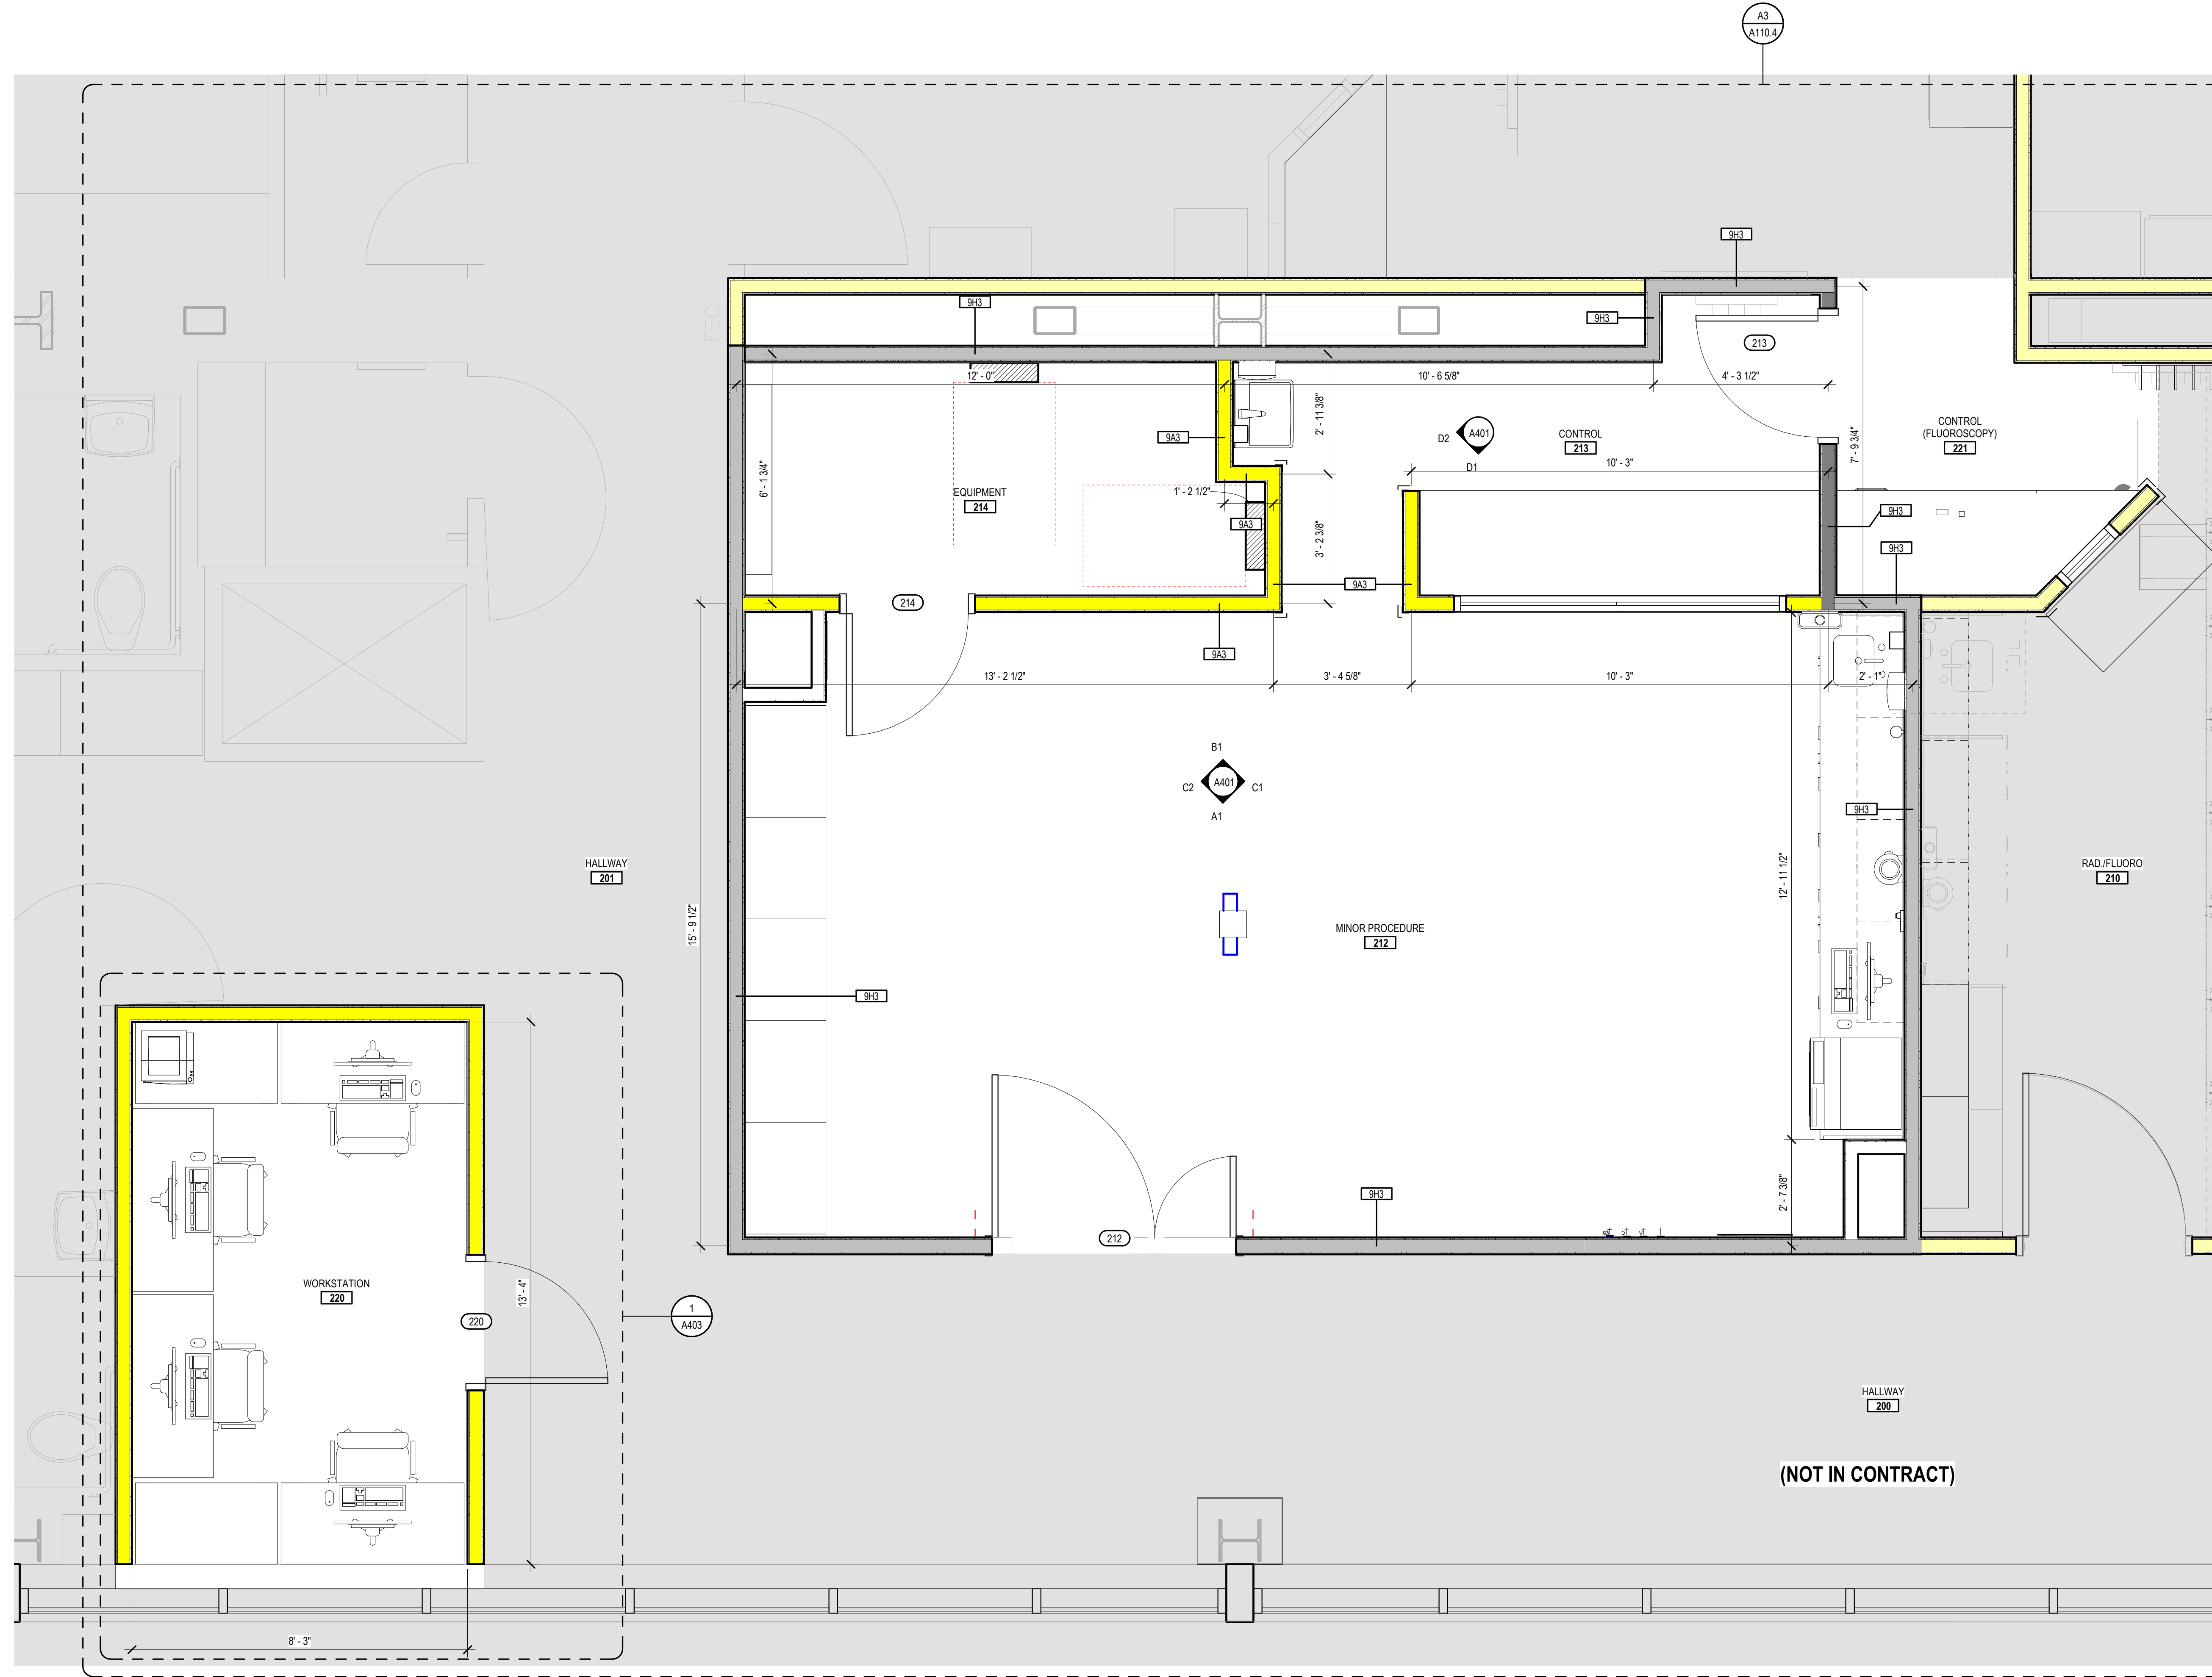 A3
A110.4
9H3
9H3
9H3
FEC
213
12' - 0"
10' - 6 5/8"
4' - 3 1/2"
2' - 11 3/8"
CONTROL
(FLUOROSCOPY)
221
7' - 9 3/4"
9A3
D2
A401
D1
CONTROL
213
10' - 3"
6' - 1 3/4"
EQUIPMENT
214
1' - 2 1/2"
9A3
9H3
3' - 2 3/8"
9H3
9A3
214
9A3
13' - 2 1/2"
3' - 4 5/8"
10' - 3"
2' - 1"
B1
C2
A401
C1
A1
9H3
HALLWAY
201
RAD./FLUORO
210
12' - 11 1/2"
15' - 9 1/2"
MINOR PROCEDURE
212
9H3
9H3
2' - 7 3/8"
212
WORKSTATION
220
13' - 4"
220
1
A403
HALLWAY
200
(NOT IN CONTRACT)
8' - 3"